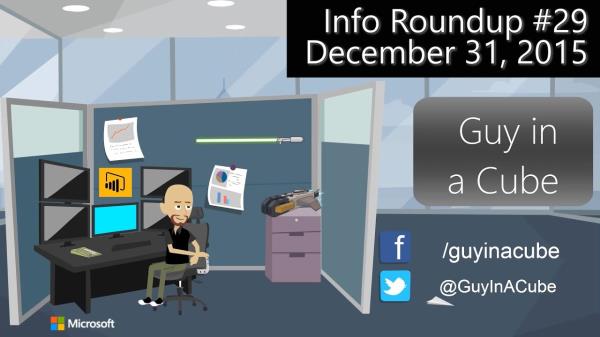 Info Roundup #29
December 31, 2015
Guy in
a Cube
f /guyinacube
@GuyInACube
Microsoft